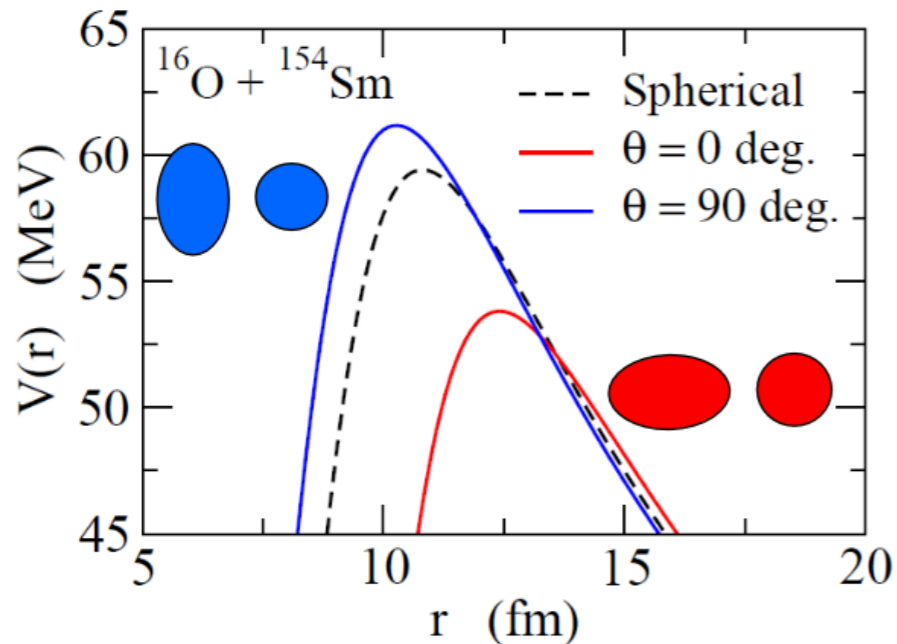 65
60
55
50
45
V(r) (MeV)
¹⁶O + ¹⁵⁴Sm
Spherical
θ = 0 deg.
θ = 90 deg.
5 10 15 20
r (fm)